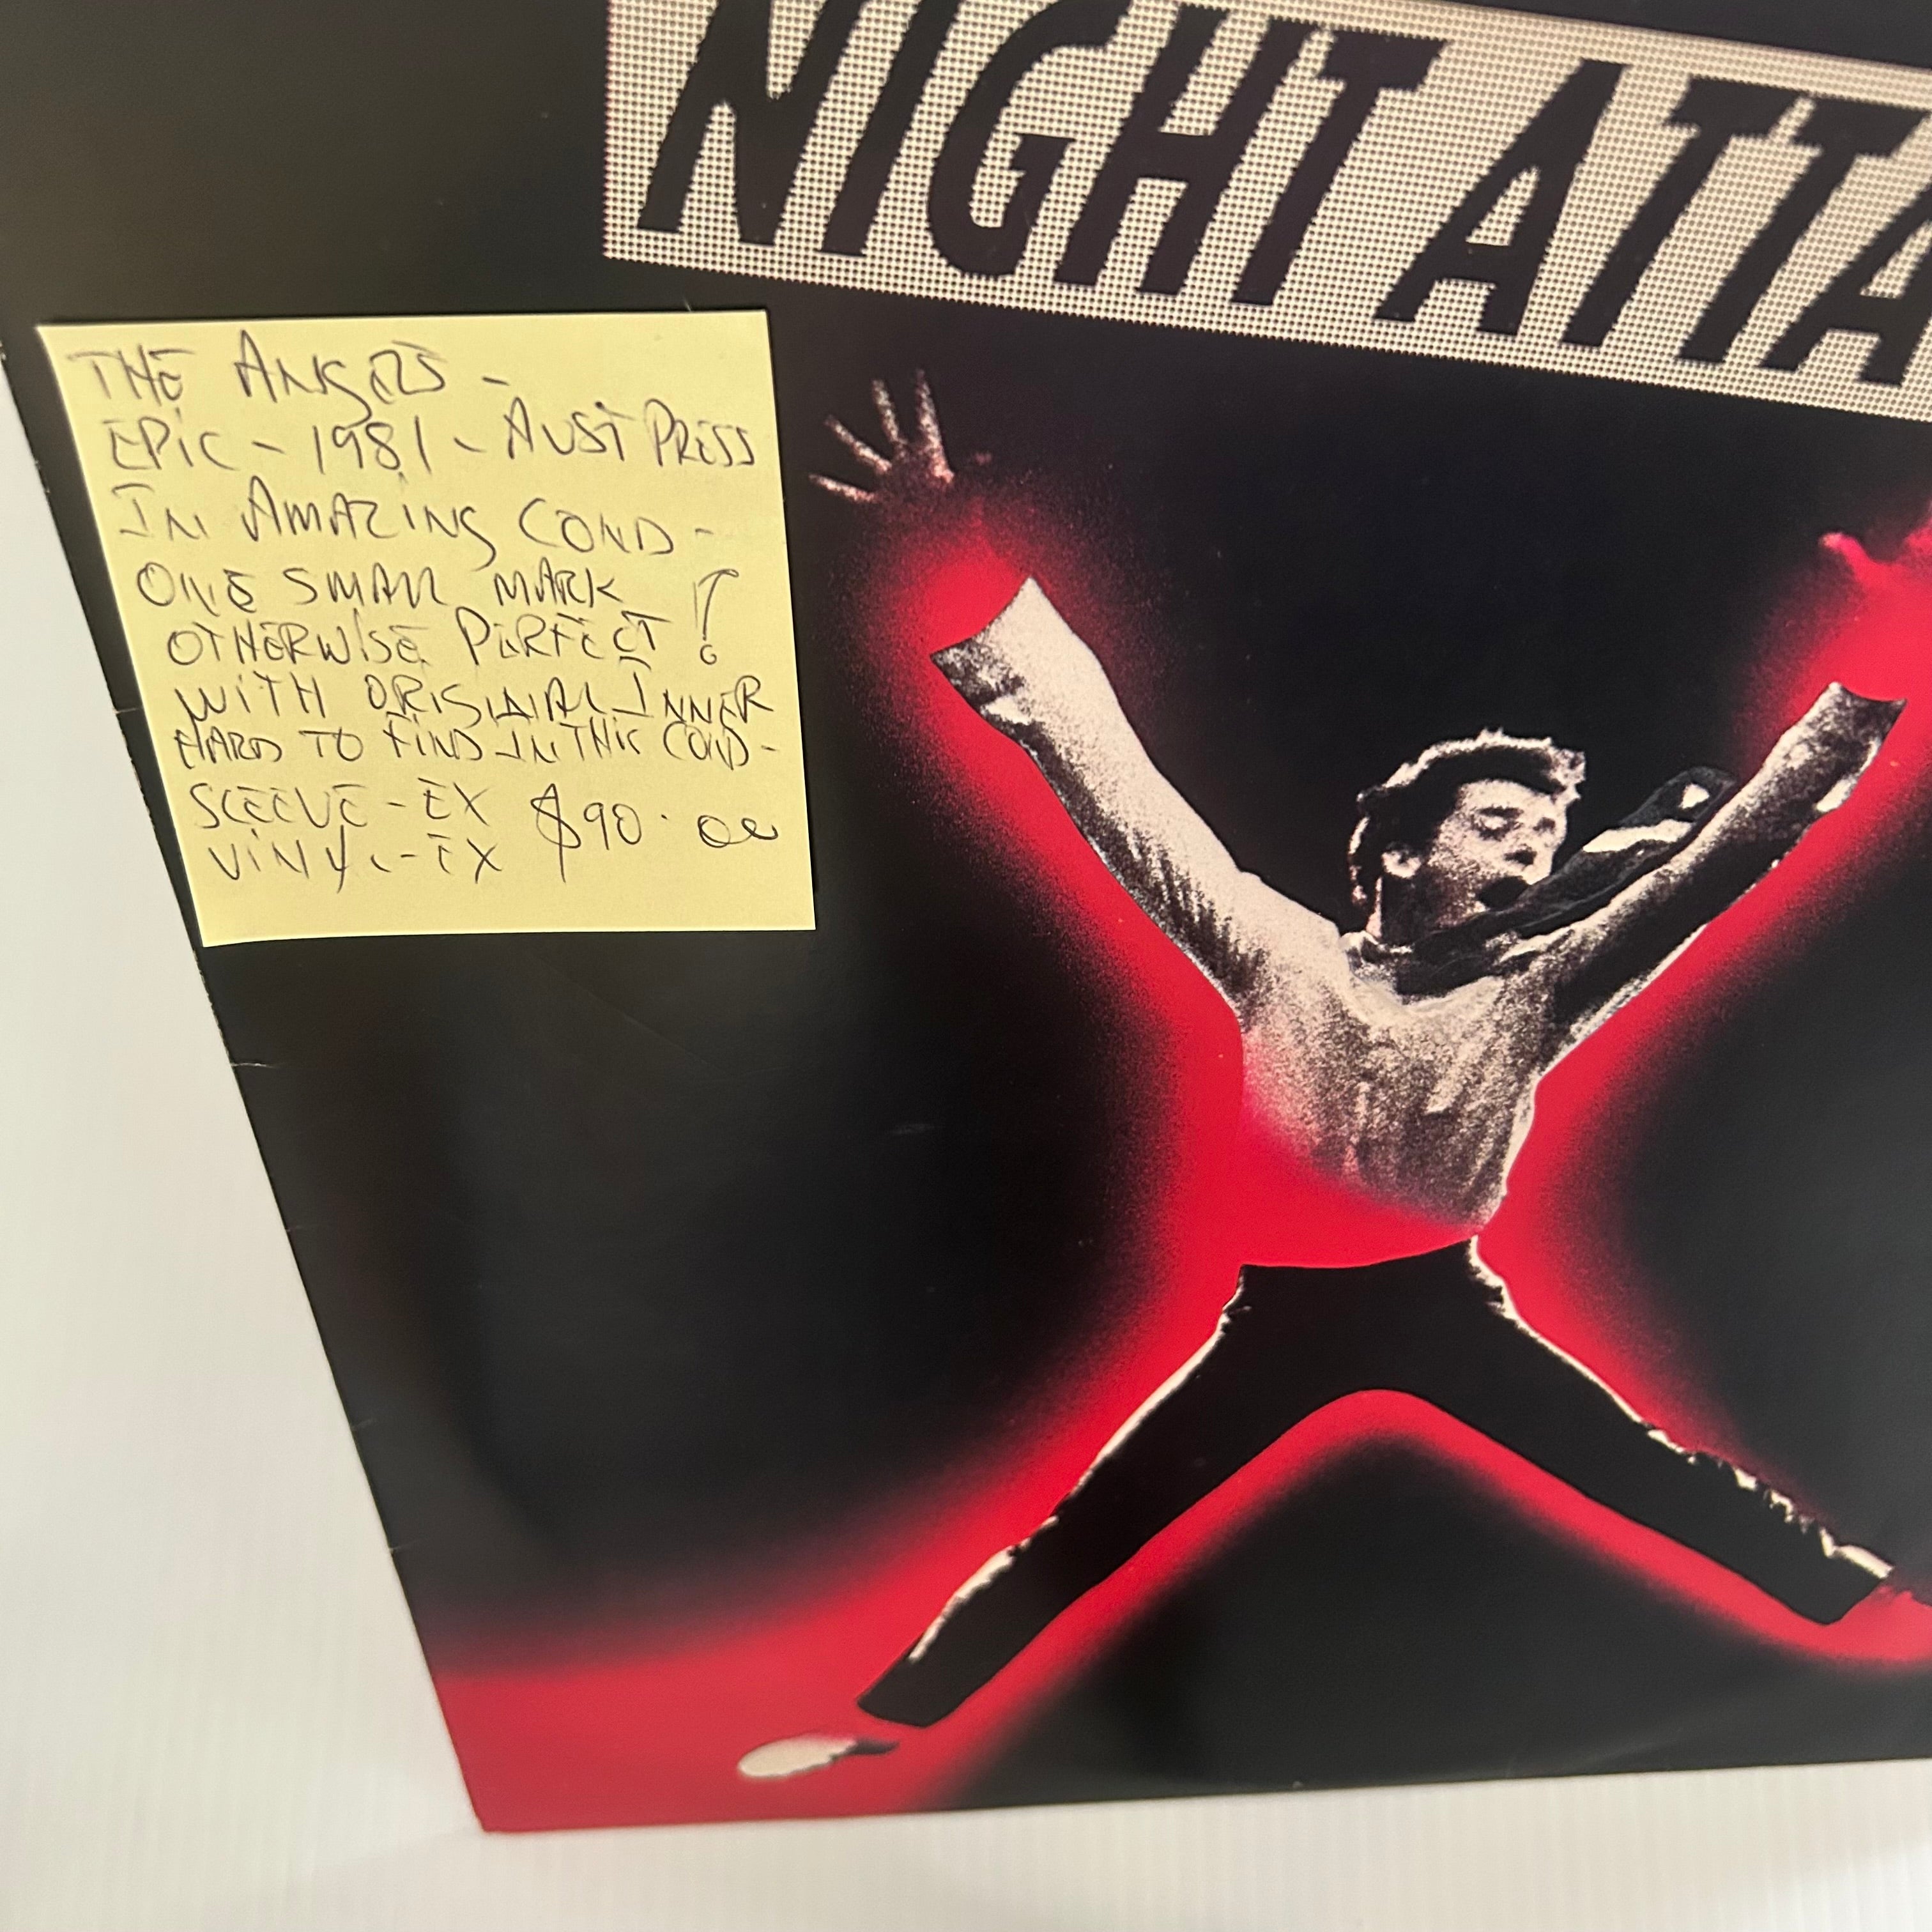 NIGHT ATTA
THE ANGELS -
EPIC - 1981 - AUST PRESS
IN AMAZING COND -
ONE SMALL MARK
OTHERWISE PERFECT !
WITH ORIGINAL INNER
HARD TO FIND IN THIS COND -
SLEEVE - EX $90.00
VINYL - EX